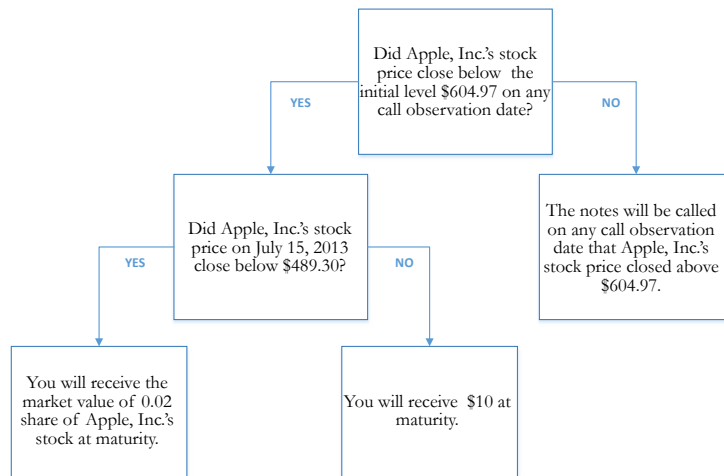 Did Apple, Inc.'s stock
price close below the
initial level $604.97 on any
call observation date?
YES
NO
Did Apple, Inc.'s stock
price on July 15, 2013
close below $489.30?
The notes will be called
on any call observation
date that Apple, Inc.'s
stock price closed above
$604.97.
YES
NO
You will receive the
market value of 0.02
share of Apple, Inc.'s
stock at maturity.
You will receive $10 at
maturity.